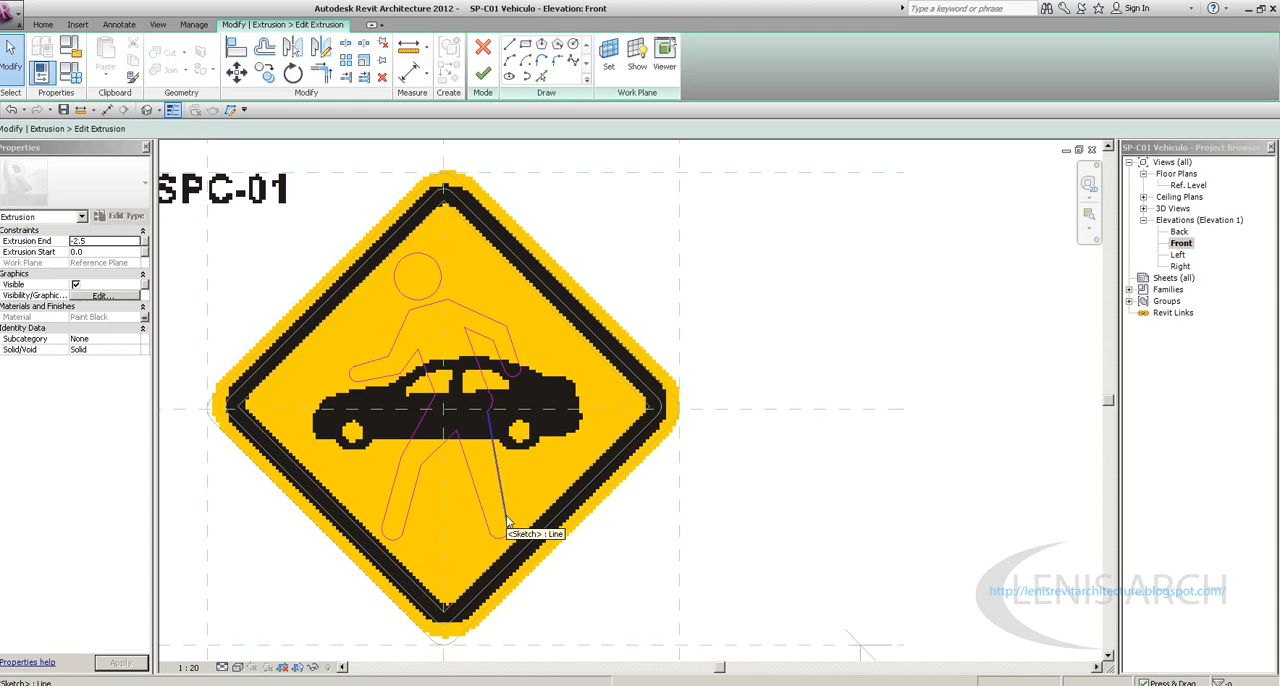 Autodesk Revit Architecture 2012 - SP-C01 Vehiculo - Elevation: Front
Type a keyword or phrase
Sign In
Home Insert Annotate View Manage Modify | Extrusion > Edit Extrusion
Modify
Paste
Cut
Join
Set Show Viewer
Select Properties Clipboard Geometry Modify Measure Create Mode Draw Work Plane
Modify | Extrusion > Edit Extrusion
Properties
Extrusion
Edit Type
Constraints
Extrusion End -2.5
Extrusion Start 0.0
Work Plane Reference Plane
Graphics
Visible
Visibility/Graphic... Edit...
Materials and Finishes
Material Paint Black
Identity Data
Subcategory None
Solid/Void Solid
Properties help
Apply
SPC-01
<Sketch> : Line
1 : 20
SP-C01 Vehiculo - Project Browser
Views (all)
Floor Plans
Ref. Level
Ceiling Plans
3D Views
Elevations (Elevation 1)
Back
Front
Left
Right
Sheets (all)
Families
Groups
Revit Links
LENIS ARCH
http://lenisrevitarchitecture.blogspot.com/
<Sketch> : Line
Press & Drag
:0